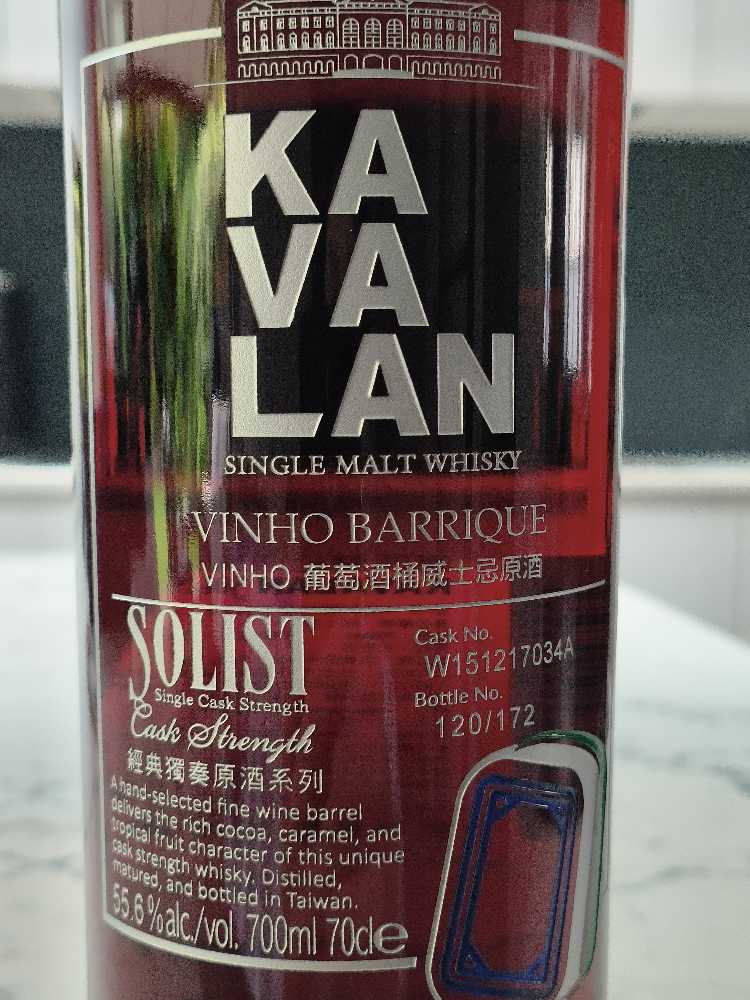 KA
VA
LAN
SINGLE MALT WHISKY
VINHO BARRIQUE
VINHO 葡萄酒桶威士忌原酒
SOLIST
Single Cask Strength
Cask Strength
經典獨奏原酒系列
Cask No.
W151217034A
Bottle No.
120/172
A hand-selected fine wine barrel
delivers the rich cocoa, caramel, and
tropical fruit character of this unique
cask strength whisky. Distilled,
matured, and bottled in Taiwan.
55.6%alc./vol. 700ml 70cl℮